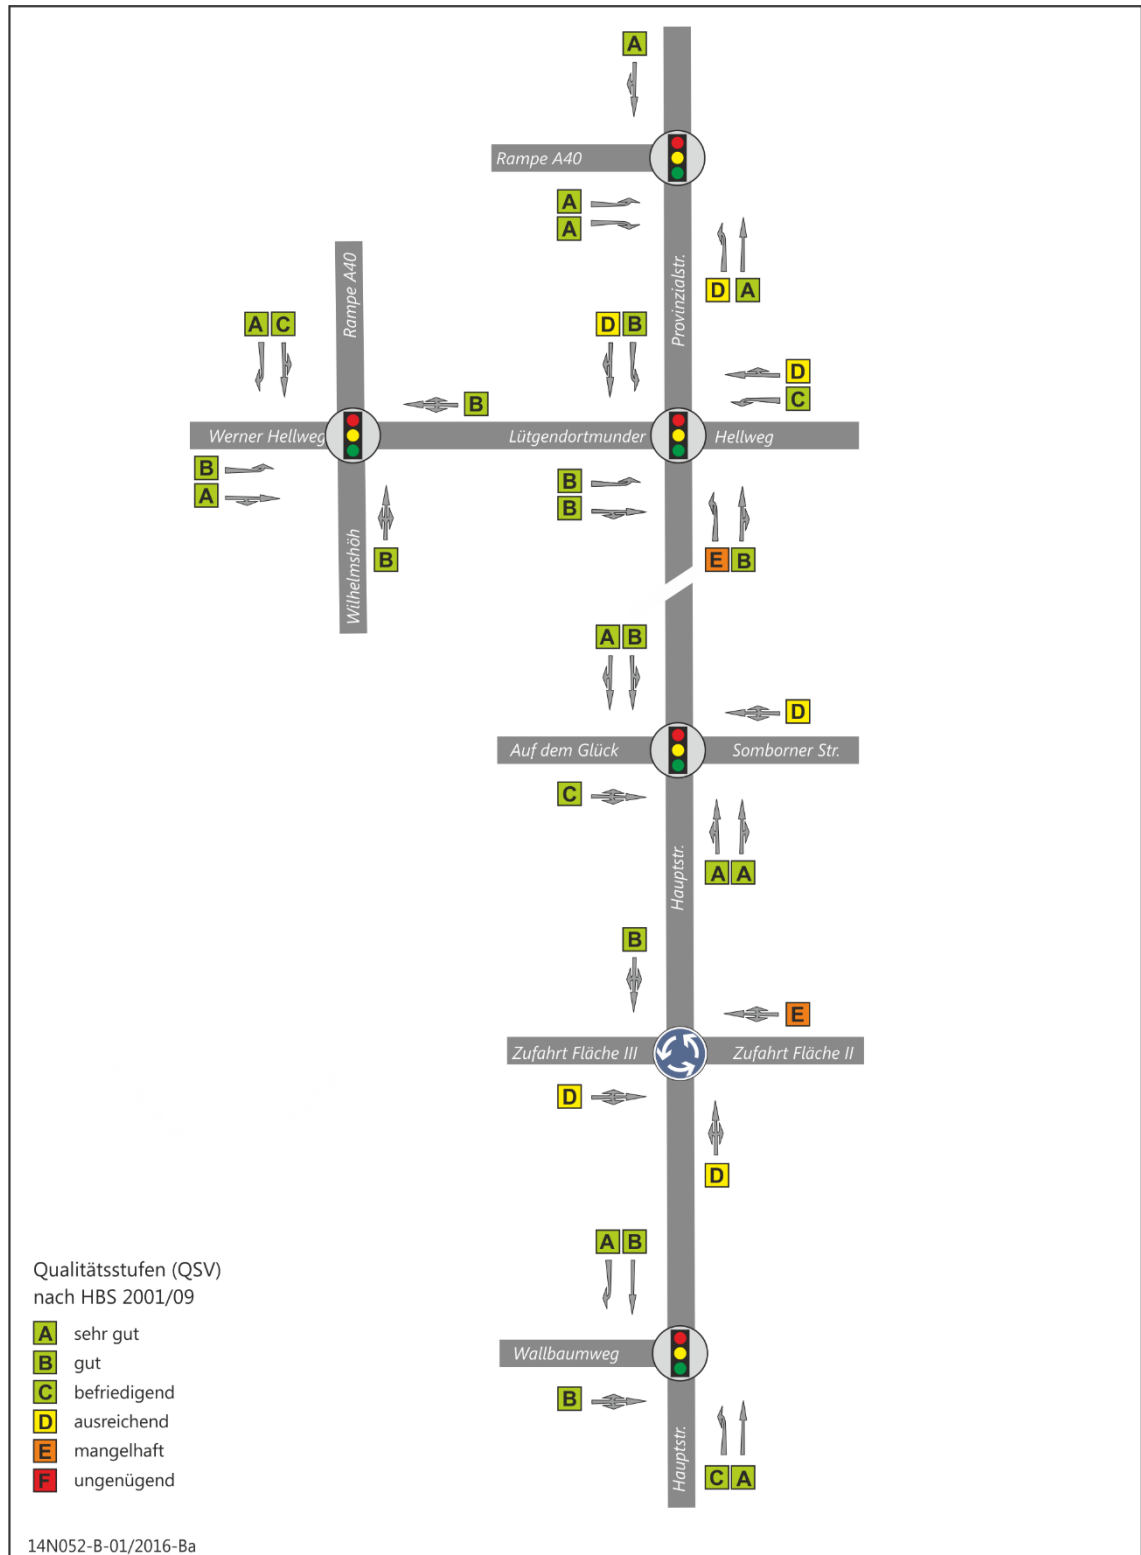 A
Rampe A40
A
A
Provinzialstr.
D A
Rampe A40
A C
D B
D
C
B
Werner Hellweg
Lütgendortmunder
Hellweg
B
A
B
B
Wilhelmshöh
B
E B
A B
D
Auf dem Glück
Somborner Str.
C
Hauptstr.
A A
B
E
Zufahrt Fläche III
Zufahrt Fläche II
D
D
A B
Qualitätsstufen (QSV)
nach HBS 2001/09
A sehr gut
B gut
C befriedigend
D ausreichend
E mangelhaft
F ungenügend
Wallbaumweg
B
Hauptstr.
C A
14N052-B-01/2016-Ba